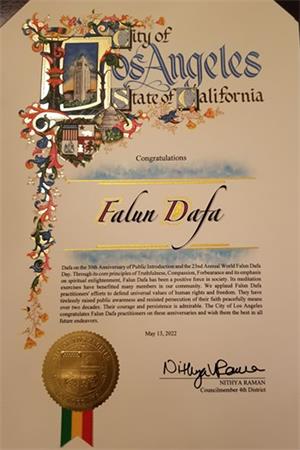 City of
Los Angeles
State of California
Congratulations
Falun Dafa
Dafa on the 30th Anniversary of Public Introduction and the 23nd Annual World Falun Dafa
Day. Through its core principles of Truthfulness, Compassion, Forbearance and its emphasis
on spiritual enlightenment, Falun Dafa has been a positive force in society. Its meditation
exercises have benefitted many members in our community. We applaud Falun Dafa
practitioners' efforts to defend universal values of human rights and freedom. They have
tirelessly raised public awareness and resisted persecution of their faith peacefully means
over two decades. Their courage and persistence is admirable. The City of Los Angeles
congratulates Falun Dafa practitioners on these anniversaries and wish them the best in all
future endeavors.
May 13, 2022
Nithya Raman
NITHYA RAMAN
Councilmember 4th District